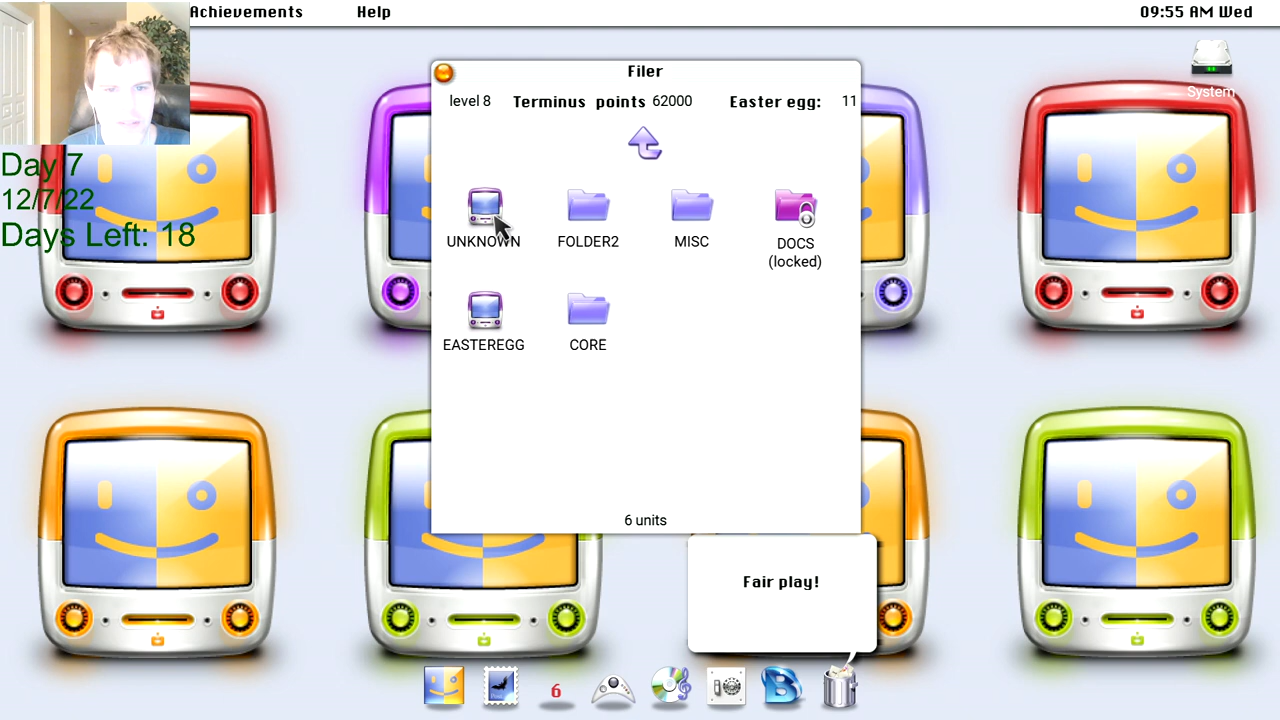 Achievements Help 09:55 AM Wed
Day 7
12/7/22
Days Left: 18
System
Filer
level 8 Terminus points 62000 Easter egg: 11
UNKNOWN FOLDER2 MISC DOCS
(locked)
EASTEREGG CORE
6 units
Fair play!
6